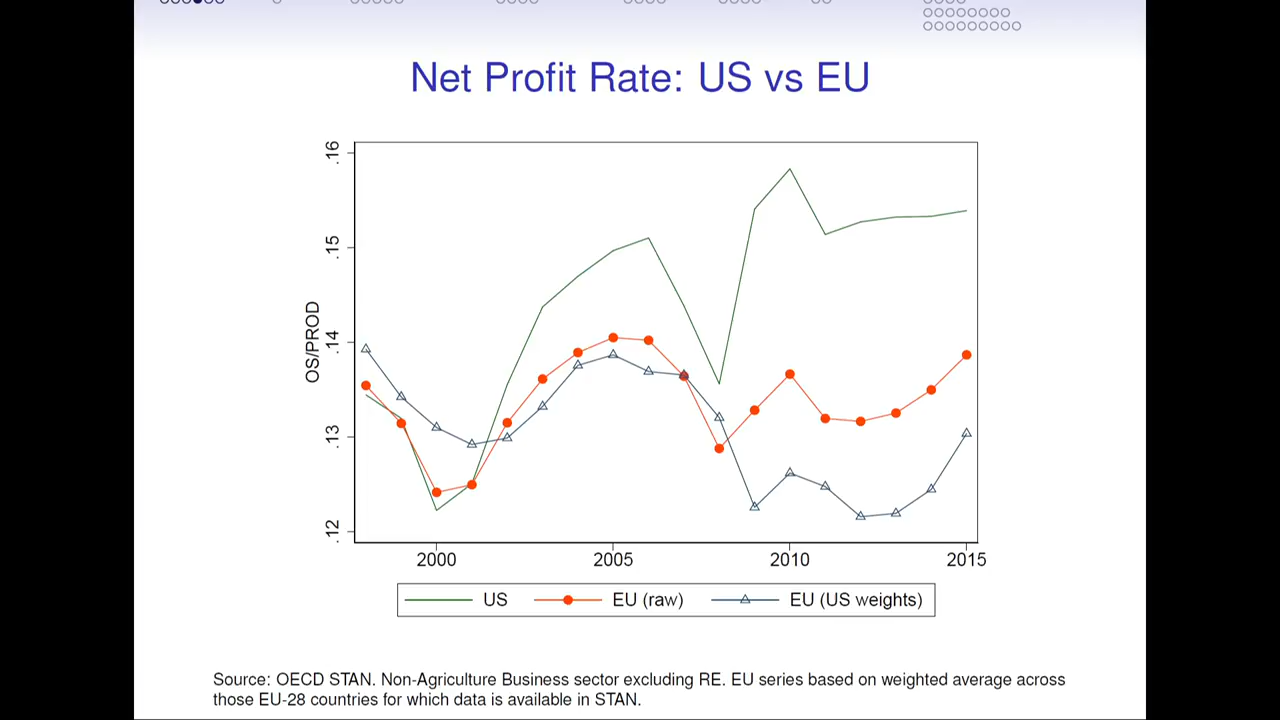 Net Profit Rate: US vs EU
.16
.15
.14
.13
.12
OS/PROD
2000 2005 2010 2015
US EU (raw) EU (US weights)
Source: OECD STAN. Non-Agriculture Business sector excluding RE. EU series based on weighted average across
those EU-28 countries for which data is available in STAN.